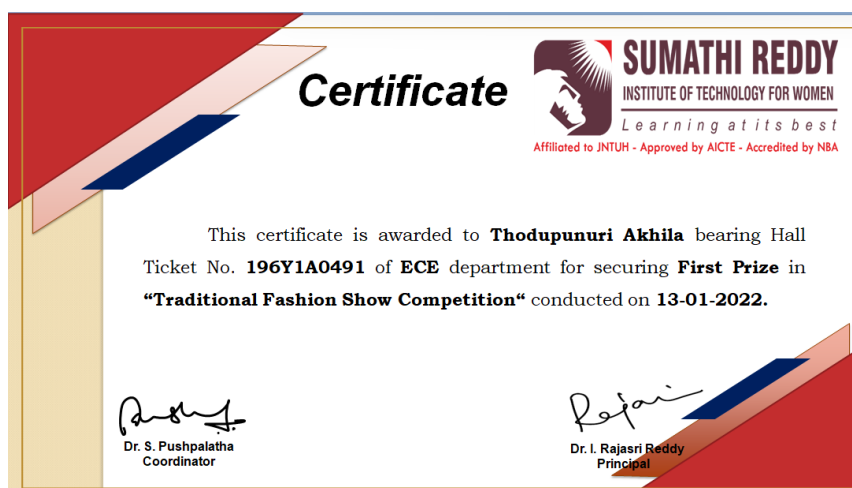 Certificate
SUMATHI REDDY
INSTITUTE OF TECHNOLOGY FOR WOMEN
Learning at its best
Affiliated to JNTUH - Approved by AICTE - Accredited by NBA
This certificate is awarded to Thodupunuri Akhila bearing Hall
Ticket No. 196Y1A0491 of ECE department for securing First Prize in
“Traditional Fashion Show Competition“ conducted on 13-01-2022.
Dr. S. Pushpalatha
Coordinator
Dr. I. Rajasri Reddy
Principal